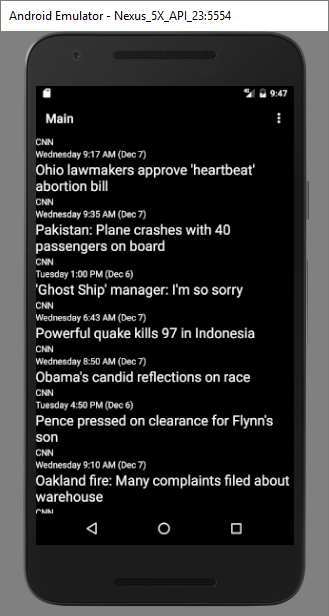 Android Emulator - Nexus_5X_API_23:5554
9:47
Main
CNN
Wednesday 9:17 AM (Dec 7)
Ohio lawmakers approve 'heartbeat'
abortion bill
CNN
Wednesday 9:35 AM (Dec 7)
Pakistan: Plane crashes with 40
passengers on board
CNN
Tuesday 1:00 PM (Dec 6)
'Ghost Ship' manager: I'm so sorry
CNN
Wednesday 6:43 AM (Dec 7)
Powerful quake kills 97 in Indonesia
CNN
Wednesday 8:50 AM (Dec 7)
Obama's candid reflections on race
CNN
Tuesday 4:50 PM (Dec 6)
Pence pressed on clearance for Flynn's
son
CNN
Wednesday 9:10 AM (Dec 7)
Oakland fire: Many complaints filed about
warehouse
CNN